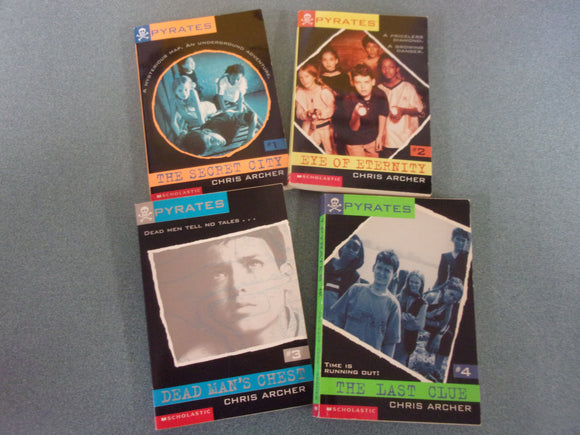 PYRATES
A MYSTERIOUS MAP. AN UNDERGROUND ADVENTURE.
#1
THE SECRET CITY
SCHOLASTIC
CHRIS ARCHER
PYRATES
A PRICELESS
DIAMOND.
A GROWING
DANGER.
#2
EYE OF ETERNITY
SCHOLASTIC
CHRIS ARCHER
PYRATES
DEAD MEN TELL NO TALES . . .
#3
DEAD MAN'S CHEST
CHRIS ARCHER
SCHOLASTIC
PYRATES
TIME IS
RUNNING OUT!
#4
THE LAST CLUE
SCHOLASTIC
CHRIS ARCHER